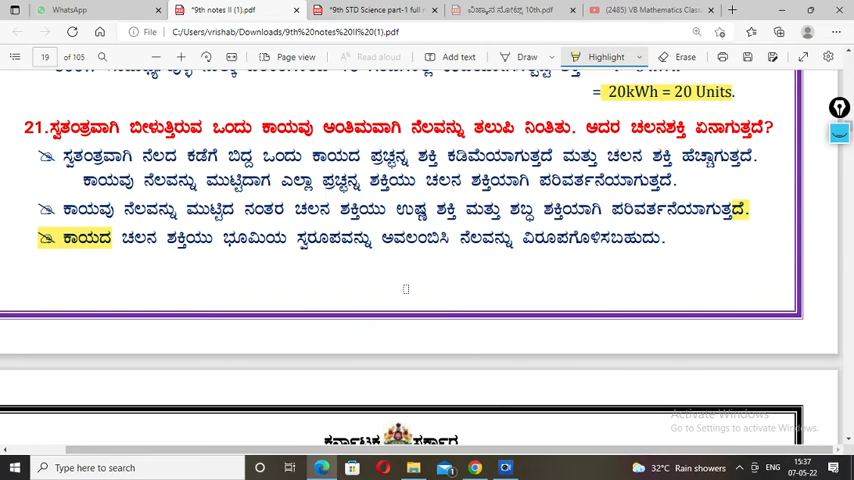 WhatsApp
*9th notes II (1).pdf
*9th STD Science part-1 full n
ವಿಜ್ಞಾನ ನೋಟ್ಸ್ 10th.pdf
(2485) VB Mathematics Class
File
C:/Users/vrishab/Downloads/9th%20notes%20II%20(1).pdf
19 of 105
Page view
Read aloud
Add text
Draw
Highlight
Erase
= 20kWh = 20 Units.
21.ಸ್ವತಂತ್ರವಾಗಿ ಬೀಳುತ್ತಿರುವ ಒಂದು ಕಾಯವು ಅಂತಿಮವಾಗಿ ನೆಲವನ್ನು ತಲುಪಿ ನಿಂತಿತು. ಅದರ ಚಲನಶಕ್ತಿ ಏನಾಗುತ್ತದೆ?
ಸ್ವತಂತ್ರವಾಗಿ ನೆಲದ ಕಡೆಗೆ ಬಿದ್ದ ಒಂದು ಕಾಯದ ಪ್ರಚ್ಛನ್ನ ಶಕ್ತಿ ಕಡಿಮೆಯಾಗುತ್ತದೆ ಮತ್ತು ಚಲನ ಶಕ್ತಿ ಹೆಚ್ಚಾಗುತ್ತದೆ.
ಕಾಯವು ನೆಲವನ್ನು ಮುಟ್ಟಿದಾಗ ಎಲ್ಲಾ ಪ್ರಚ್ಛನ್ನ ಶಕ್ತಿಯು ಚಲನ ಶಕ್ತಿಯಾಗಿ ಪರಿವರ್ತನೆಯಾಗುತ್ತದೆ.
ಕಾಯವು ನೆಲವನ್ನು ಮುಟ್ಟಿದ ನಂತರ ಚಲನ ಶಕ್ತಿಯು ಉಷ್ಣ ಶಕ್ತಿ ಮತ್ತು ಶಬ್ಧ ಶಕ್ತಿಯಾಗಿ ಪರಿವರ್ತನೆಯಾಗುತ್ತದೆ.
ಕಾಯದ ಚಲನ ಶಕ್ತಿಯು ಭೂಮಿಯ ಸ್ವರೂಪವನ್ನು ಅವಲಂಬಿಸಿ ನೆಲವನ್ನು ವಿರೂಪಗೊಳಿಸಬಹುದು.
ಕರ್ನಾಟಕ ಸರ್ಕಾರ
Activate Windows
Go to Settings to activate Windows.
Type here to search
32°C Rain showers
ENG
15:37
07-05-22